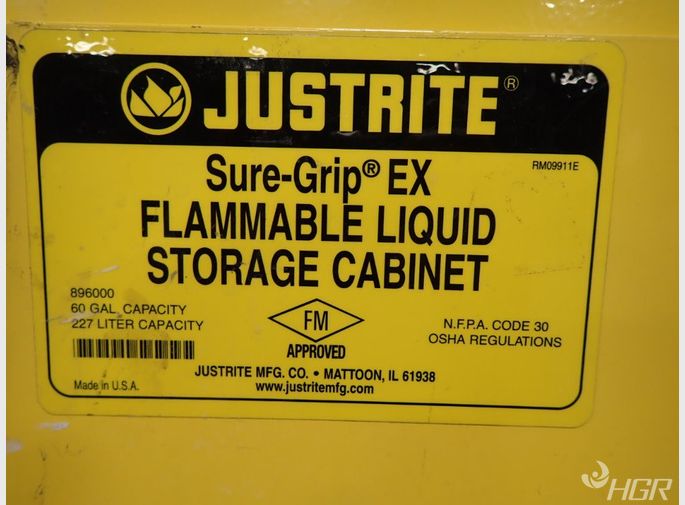 JUSTRITE®
RM09911E
Sure-Grip® EX
FLAMMABLE LIQUID
STORAGE CABINET
896000
60 GAL. CAPACITY
227 LITER CAPACITY
FM
APPROVED
N.F.P.A. CODE 30
OSHA REGULATIONS
JUSTRITE MFG. CO. • MATTOON, IL 61938
Made in U.S.A.
www.justritemfg.com
HGR